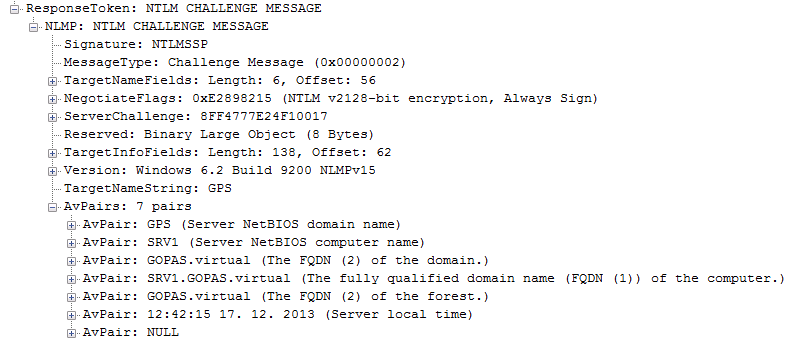 ResponseToken: NTLM CHALLENGE MESSAGE
NLMP: NTLM CHALLENGE MESSAGE
Signature: NTLMSSP
MessageType: Challenge Message (0x00000002)
TargetNameFields: Length: 6, Offset: 56
NegotiateFlags: 0xE2898215 (NTLM v2128-bit encryption, Always Sign)
ServerChallenge: 8FF4777E24F10017
Reserved: Binary Large Object (8 Bytes)
TargetInfoFields: Length: 138, Offset: 62
Version: Windows 6.2 Build 9200 NLMPv15
TargetNameString: GPS
AvPairs: 7 pairs
AvPair: GPS (Server NetBIOS domain name)
AvPair: SRV1 (Server NetBIOS computer name)
AvPair: GOPAS.virtual (The FQDN (2) of the domain.)
AvPair: SRV1.GOPAS.virtual (The fully qualified domain name (FQDN (1)) of the computer.)
AvPair: GOPAS.virtual (The FQDN (2) of the forest.)
AvPair: 12:42:15 17. 12. 2013 (Server local time)
AvPair: NULL